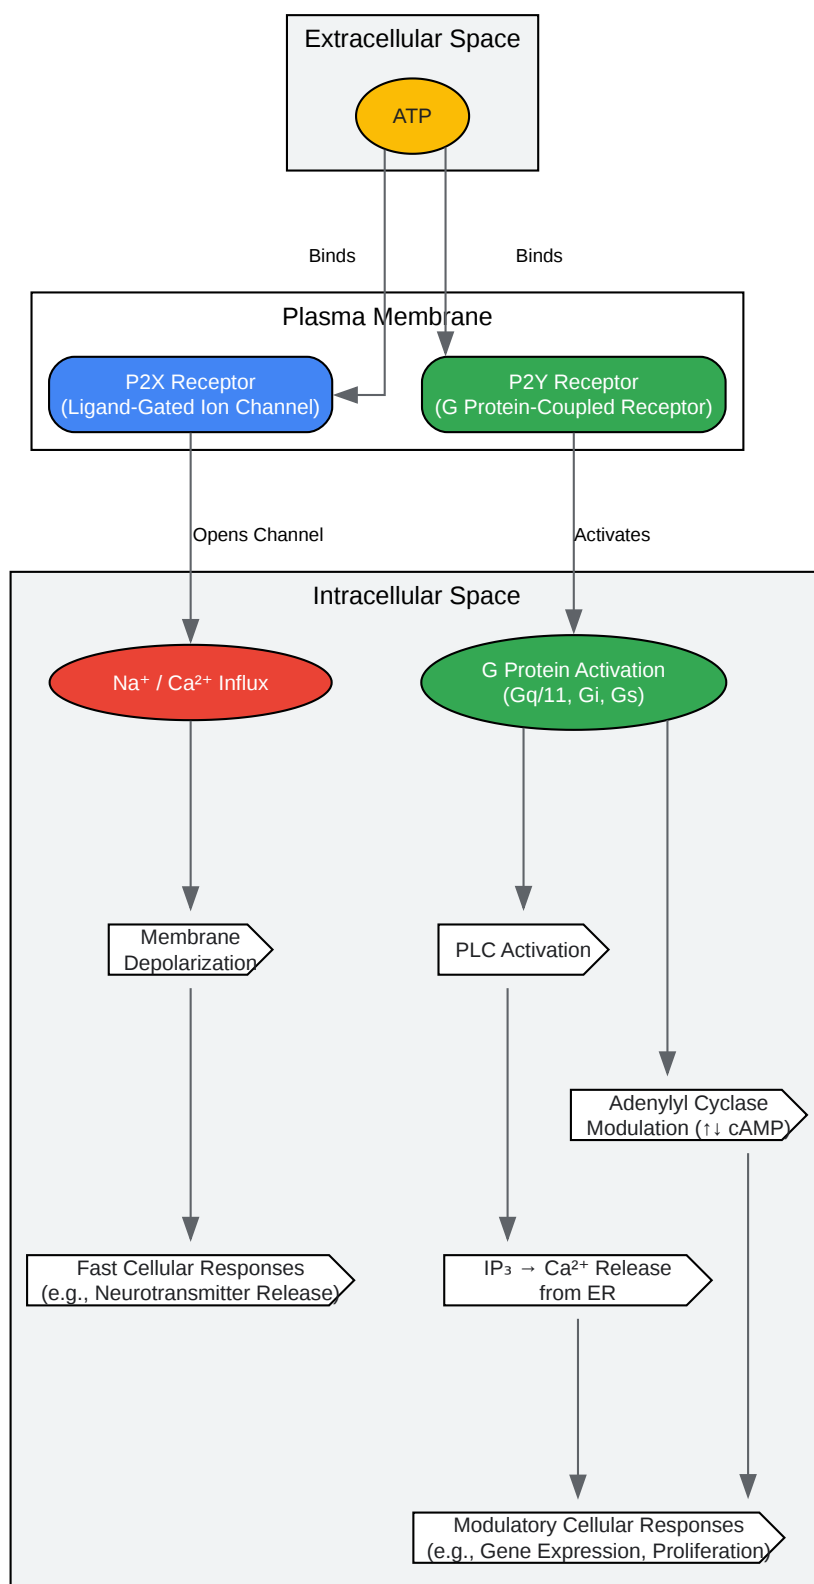 Extracellular Space
ATP
Binds
Binds
Plasma Membrane
P2X Receptor
(Ligand-Gated Ion Channel)
P2Y Receptor
(G Protein-Coupled Receptor)
Opens Channel
Activates
Intracellular Space
Na⁺ / Ca²⁺ Influx
G Protein Activation
(Gq/11, Gi, Gs)
Membrane
Depolarization
PLC Activation
Adenylyl Cyclase
Modulation (↑↓ cAMP)
Fast Cellular Responses
(e.g., Neurotransmitter Release)
IP₃ → Ca²⁺ Release
from ER
Modulatory Cellular Responses
(e.g., Gene Expression, Proliferation)